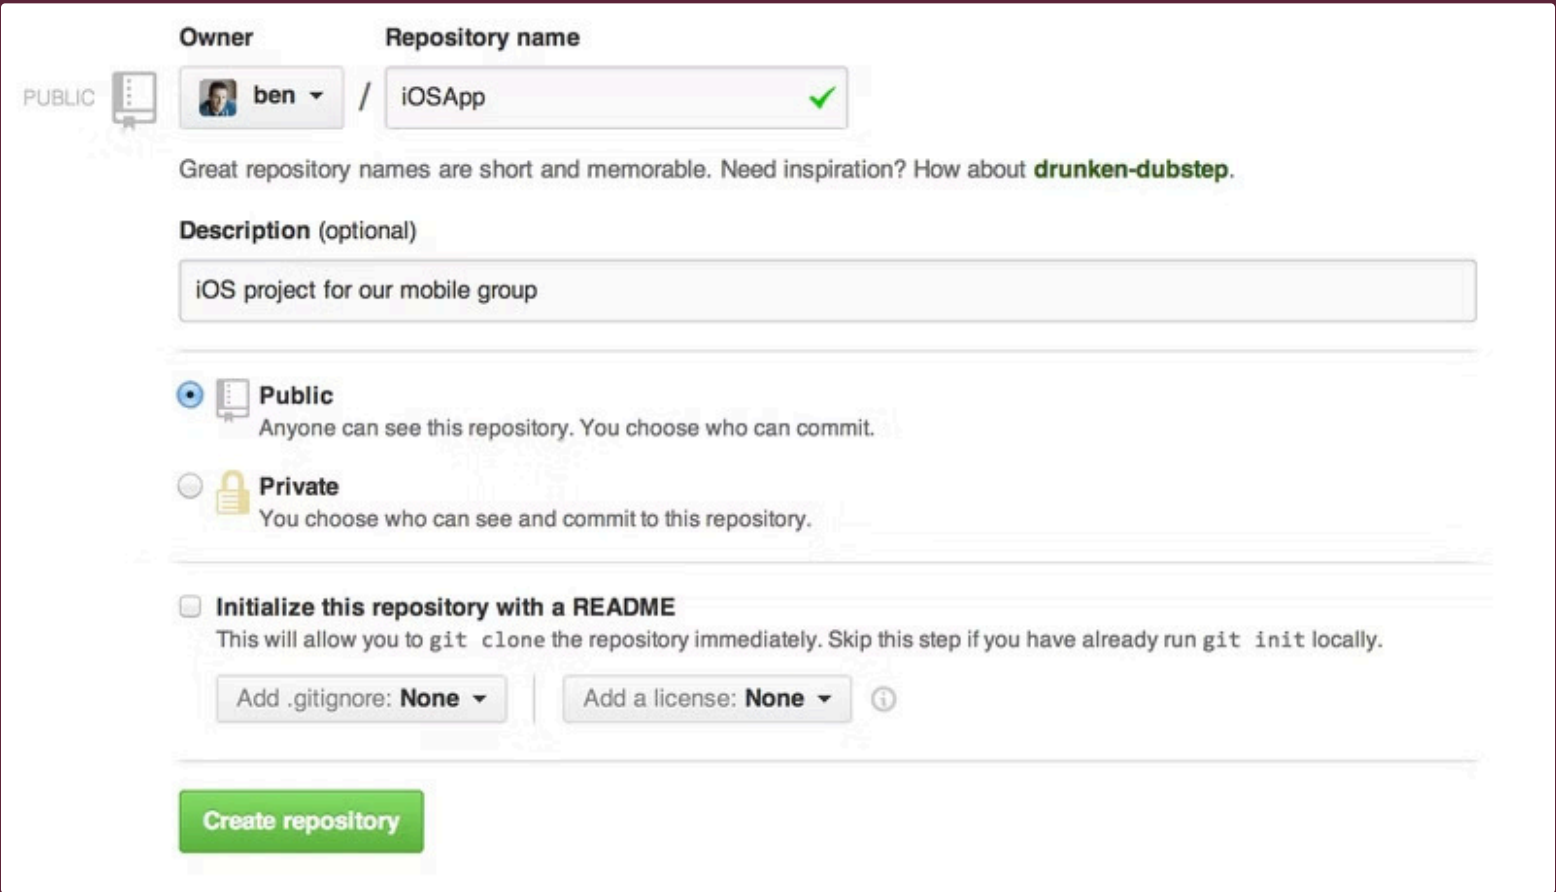 Owner Repository name
PUBLIC ben / iOSApp
Great repository names are short and memorable. Need inspiration? How about drunken-dubstep.
Description (optional)
iOS project for our mobile group
Public
Anyone can see this repository. You choose who can commit.
Private
You choose who can see and commit to this repository.
Initialize this repository with a README
This will allow you to git clone the repository immediately. Skip this step if you have already run git init locally.
Add .gitignore: None Add a license: None
Create repository